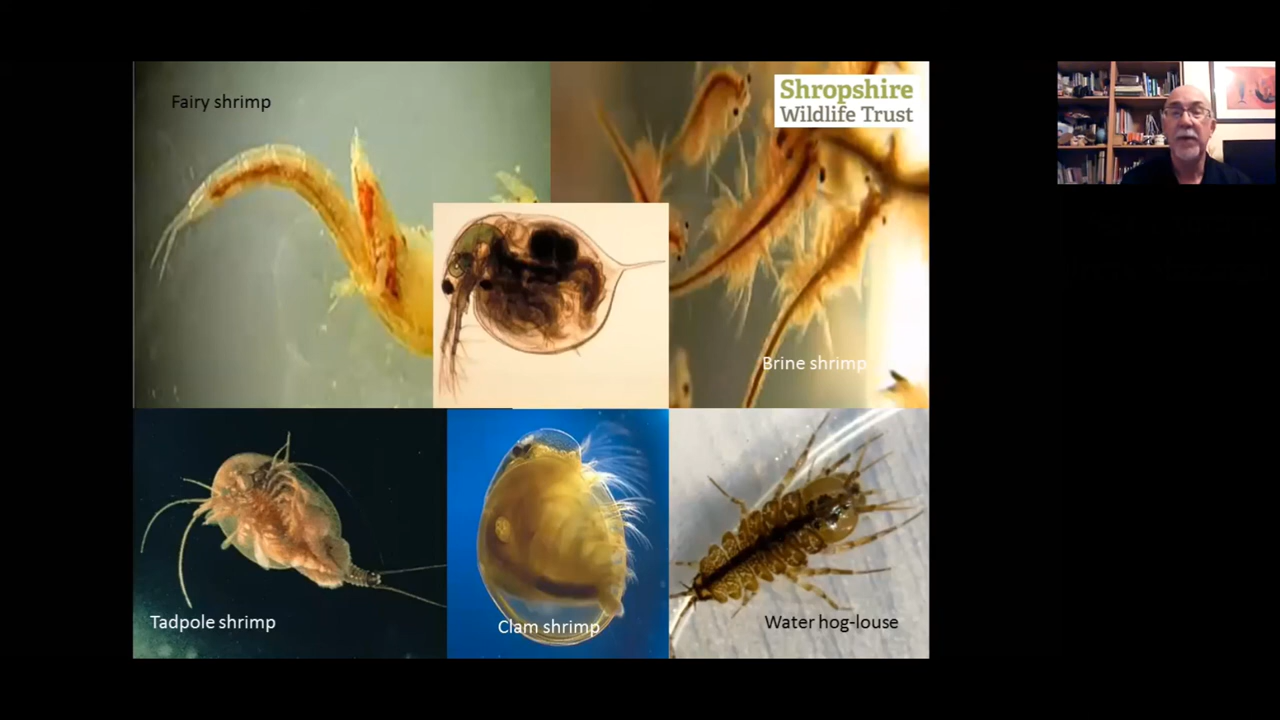 Fairy shrimp
Shropshire
Wildlife Trust
Brine shrimp
Tadpole shrimp
Clam shrimp
Water hog-louse